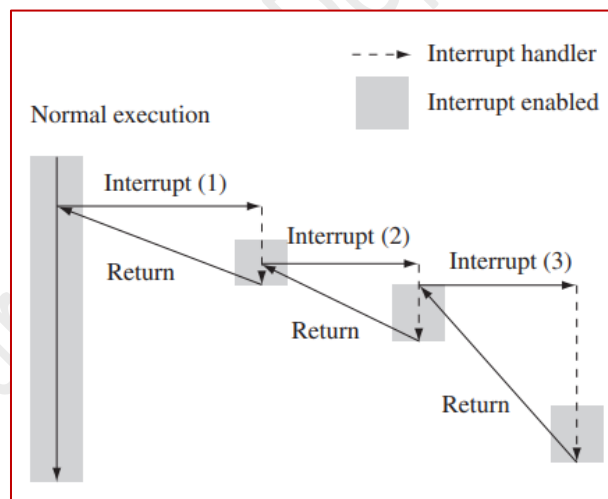 Interrupt handler
Interrupt enabled
Normal execution
Interrupt (1)
Interrupt (2)
Interrupt (3)
Return
Return
Return